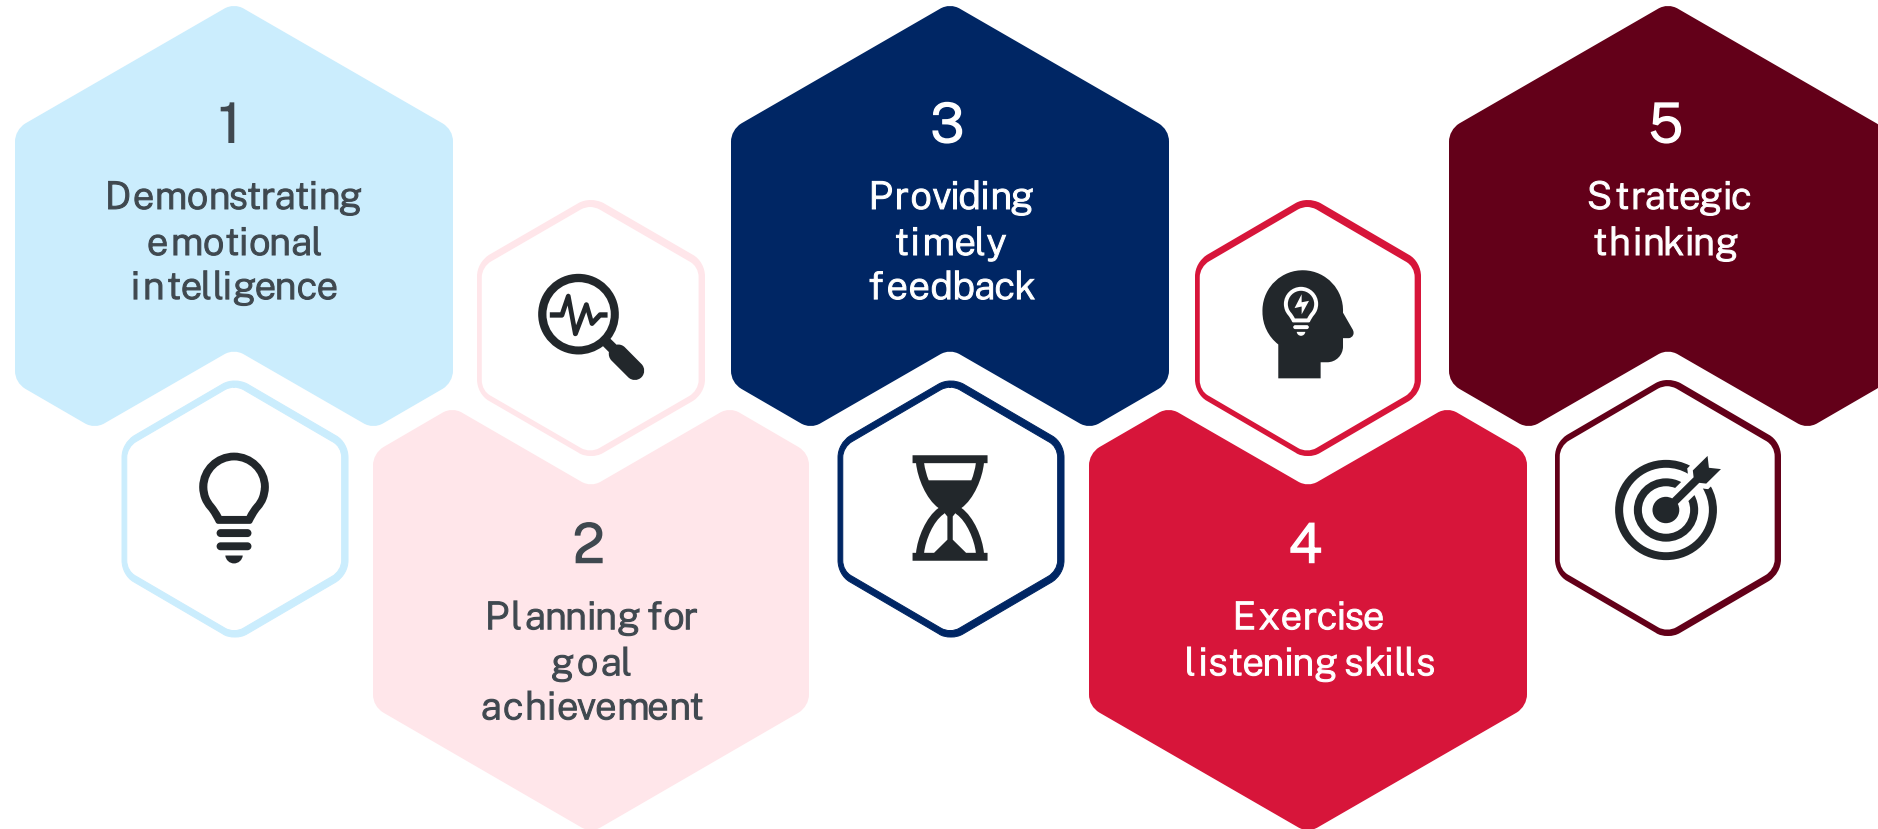 1
Demonstrating
emotional
intelligence
2
Planning for
goal
achievement
3
Providing
timely
feedback
4
Exercise
listening skills
5
Strategic
thinking